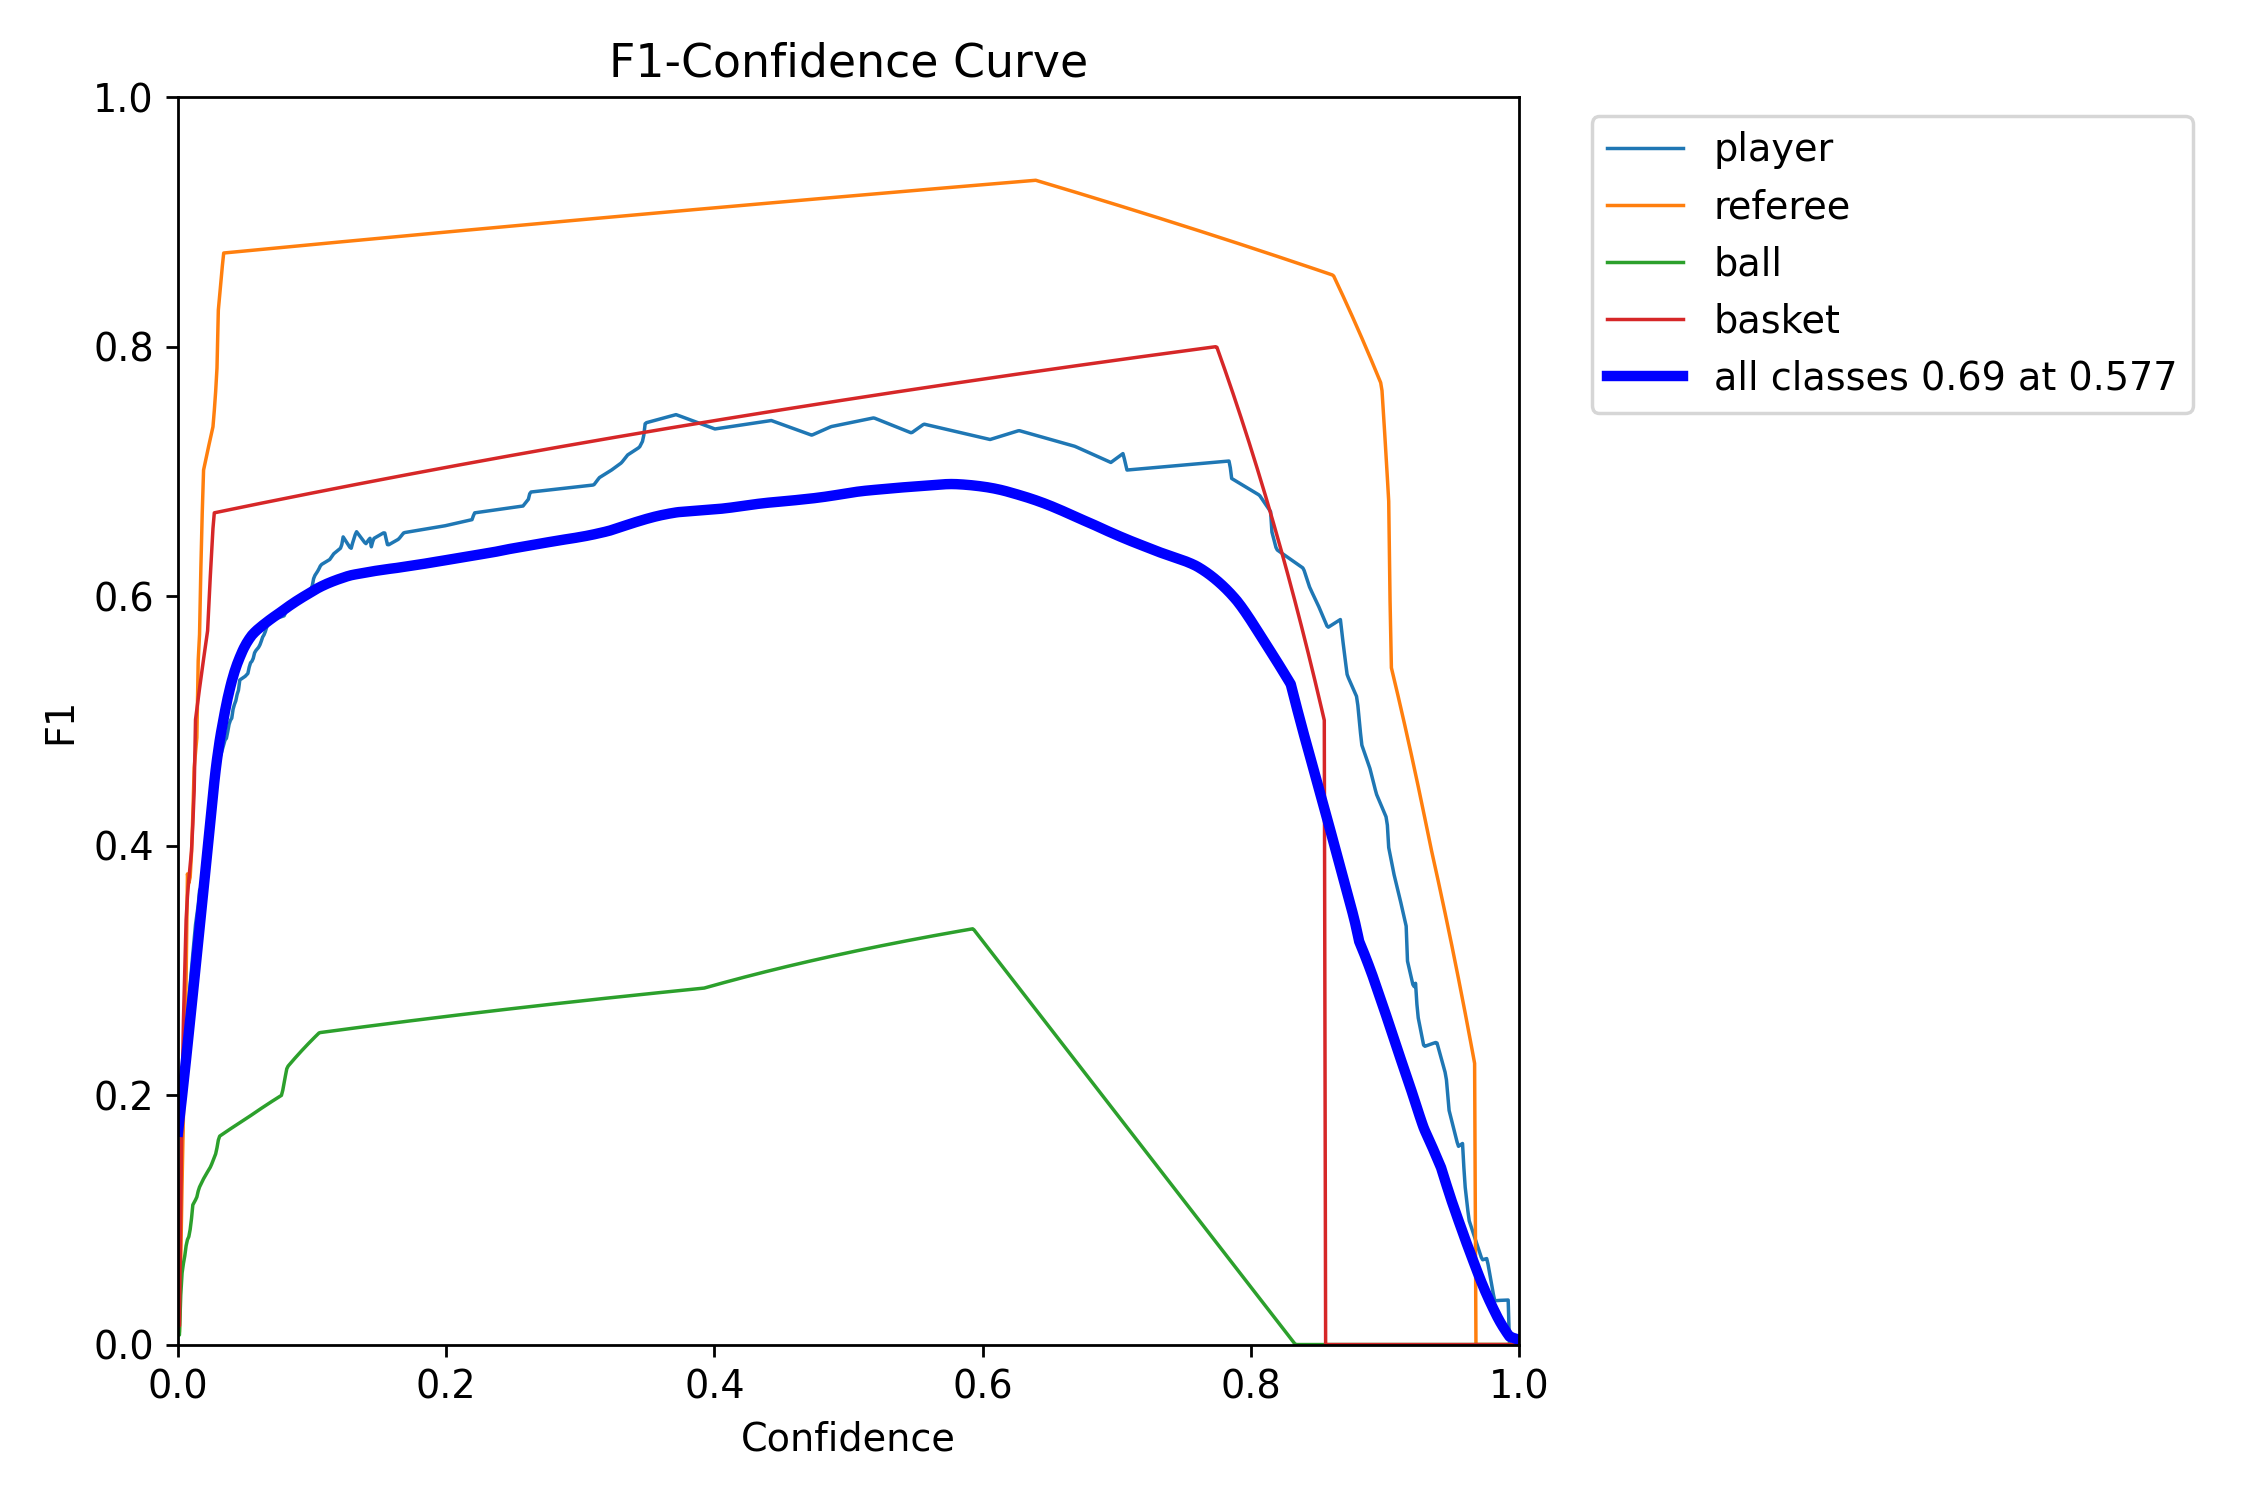 F1-Confidence Curve
1.0
0.8
0.6
0.4
0.2
0.0
F1
0.0 0.2 0.4 0.6 0.8 1.0
Confidence
player
referee
ball
basket
all classes 0.69 at 0.577